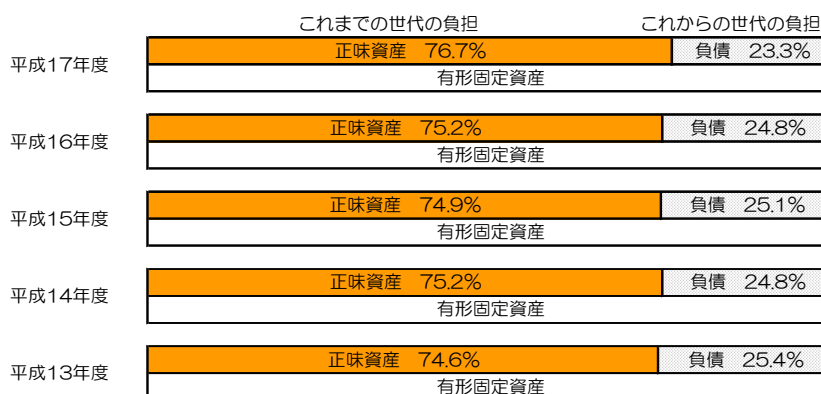 これまでの世代の負担 これからの世代の負担
平成17年度 正味資産 76.7% 負債 23.3%
有形固定資産
平成16年度 正味資産 75.2% 負債 24.8%
有形固定資産
平成15年度 正味資産 74.9% 負債 25.1%
有形固定資産
平成14年度 正味資産 75.2% 負債 24.8%
有形固定資産
平成13年度 正味資産 74.6% 負債 25.4%
有形固定資産